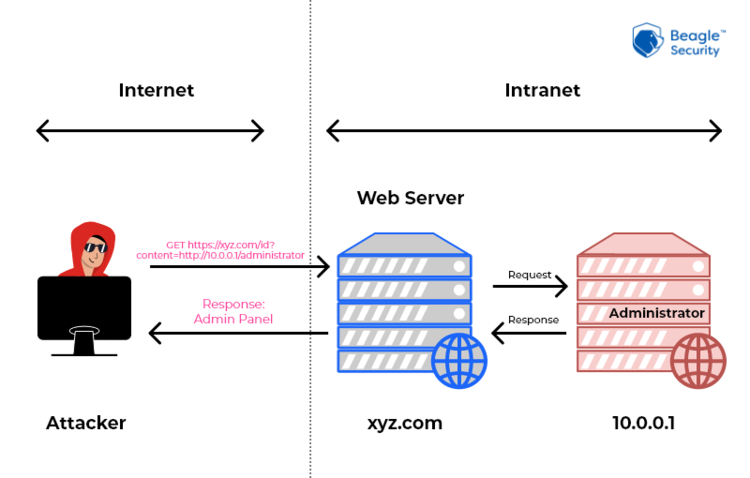 Beagle™
Security
Internet
Intranet
Web Server
GET https://xyz.com/id?
content=http://10.0.0.1/administrator
Request
Response:
Admin Panel
Response
Administrator
Attacker
xyz.com
10.0.0.1